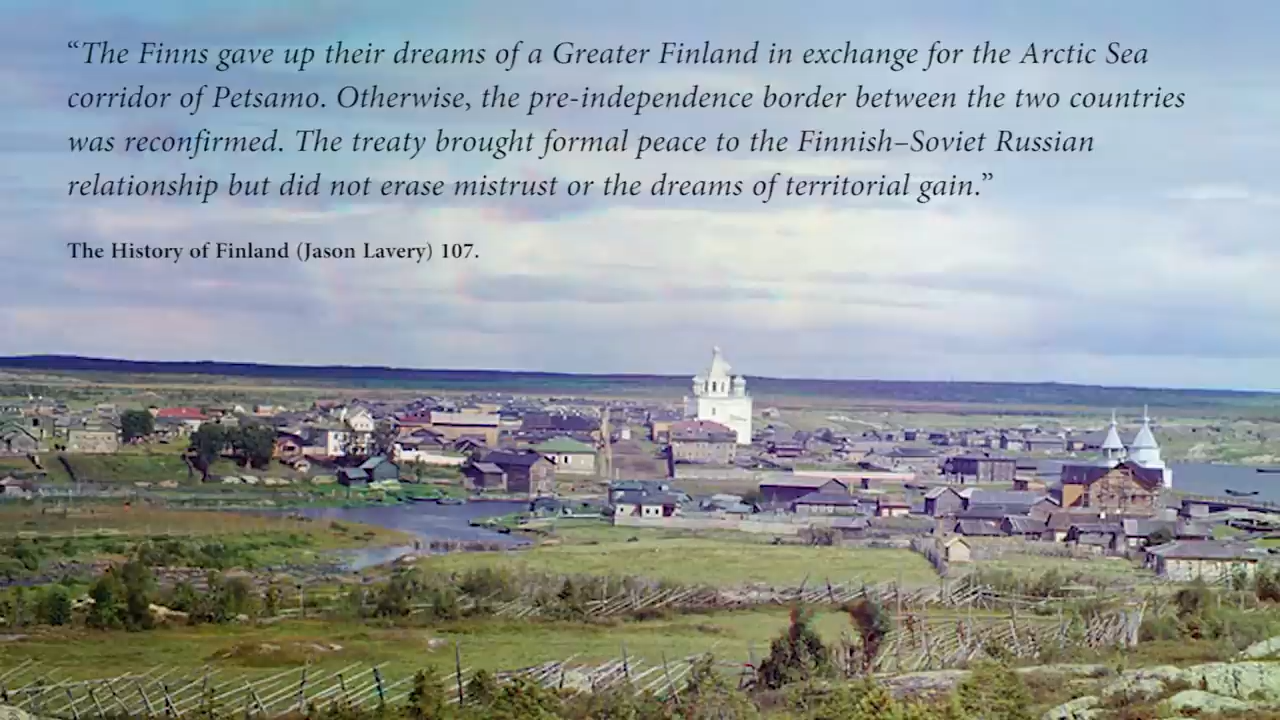 “The Finns gave up their dreams of a Greater Finland in exchange for the Arctic Sea
corridor of Petsamo. Otherwise, the pre-independence border between the two countries
was reconfirmed. The treaty brought formal peace to the Finnish–Soviet Russian
relationship but did not erase mistrust or the dreams of territorial gain.”
The History of Finland (Jason Lavery) 107.